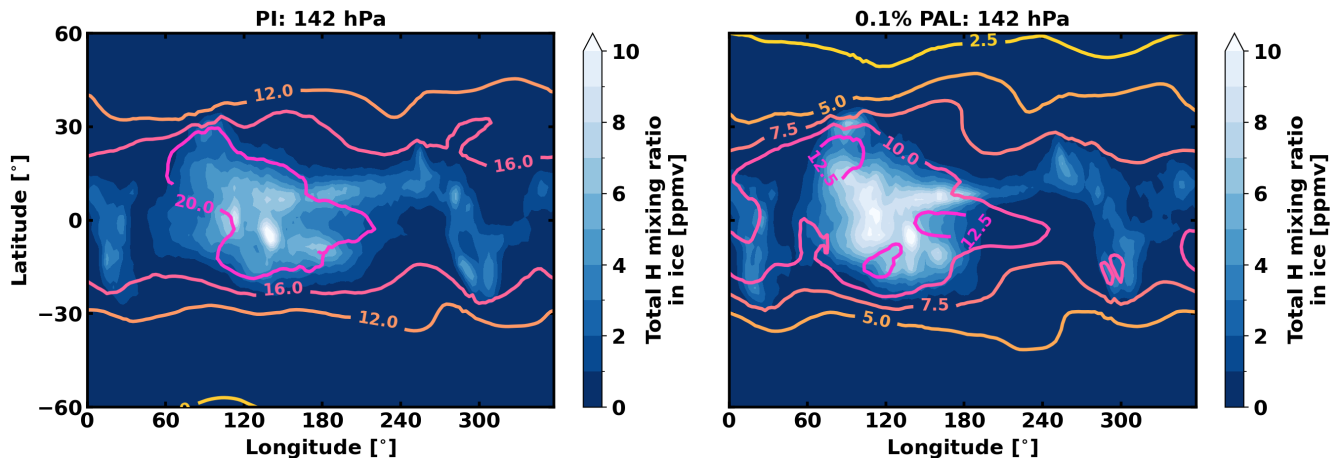 PI: 142 hPa
60
30
0
−30
−60
Latitude [°]
0 60 120 180 240 300
Longitude [°]
12.0
16.0
20.0
16.0
12.0
10
8
6
4
2
0
Total H mixing ratio
in ice [ppmv]
0.1% PAL: 142 hPa
0 60 120 180 240 300
Longitude [°]
2.5
5.0
7.5
10.0
12.5
12.5
7.5
5.0
10
8
6
4
2
0
Total H mixing ratio
in ice [ppmv]